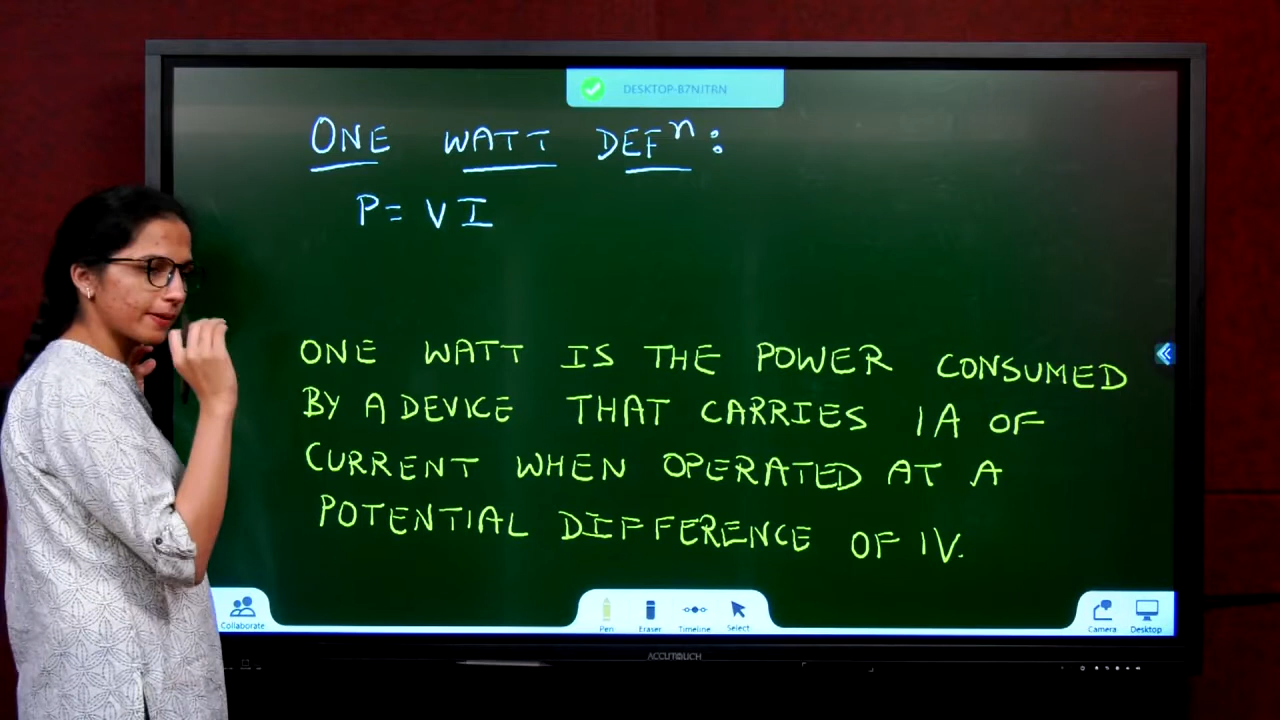 DESKTOP-B7NJTRN
ONE WATT DEFⁿ:
P= VI
ONE WATT IS THE POWER CONSUMED
BY A DEVICE THAT CARRIES 1A OF
CURRENT WHEN OPERATED AT A
POTENTIAL DIFFERENCE OF 1V.
Collaborate
Pen Eraser Timeline Select
Camera Desktop
ACCUTOUCH